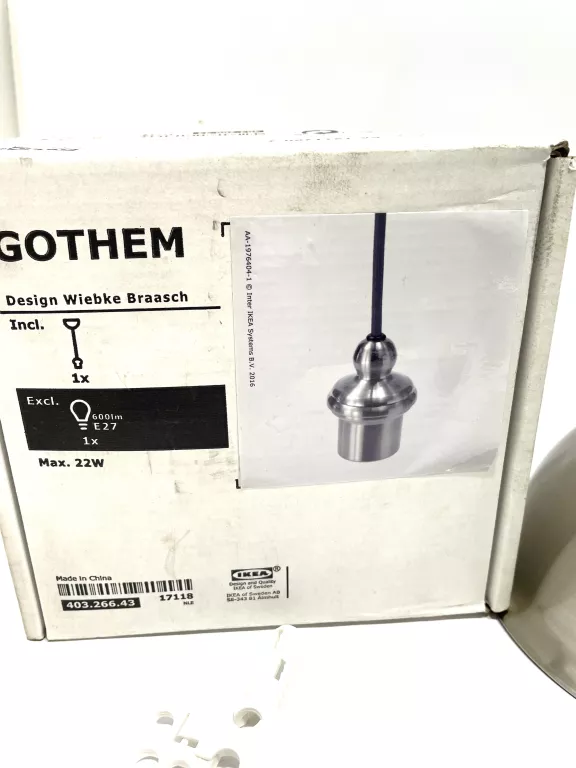 GOTHEM
Design Wiebke Braasch
Incl.
1x
Excl.
600lm
E27
1x
Max. 22W
AA-1976404-1 © Inter IKEA Systems B.V. 2016
Made in China
403.266.43
17118
NLE
IKEA®
Design and Quality
IKEA of Sweden
IKEA of Sweden AB
SE-343 81 Älmhult